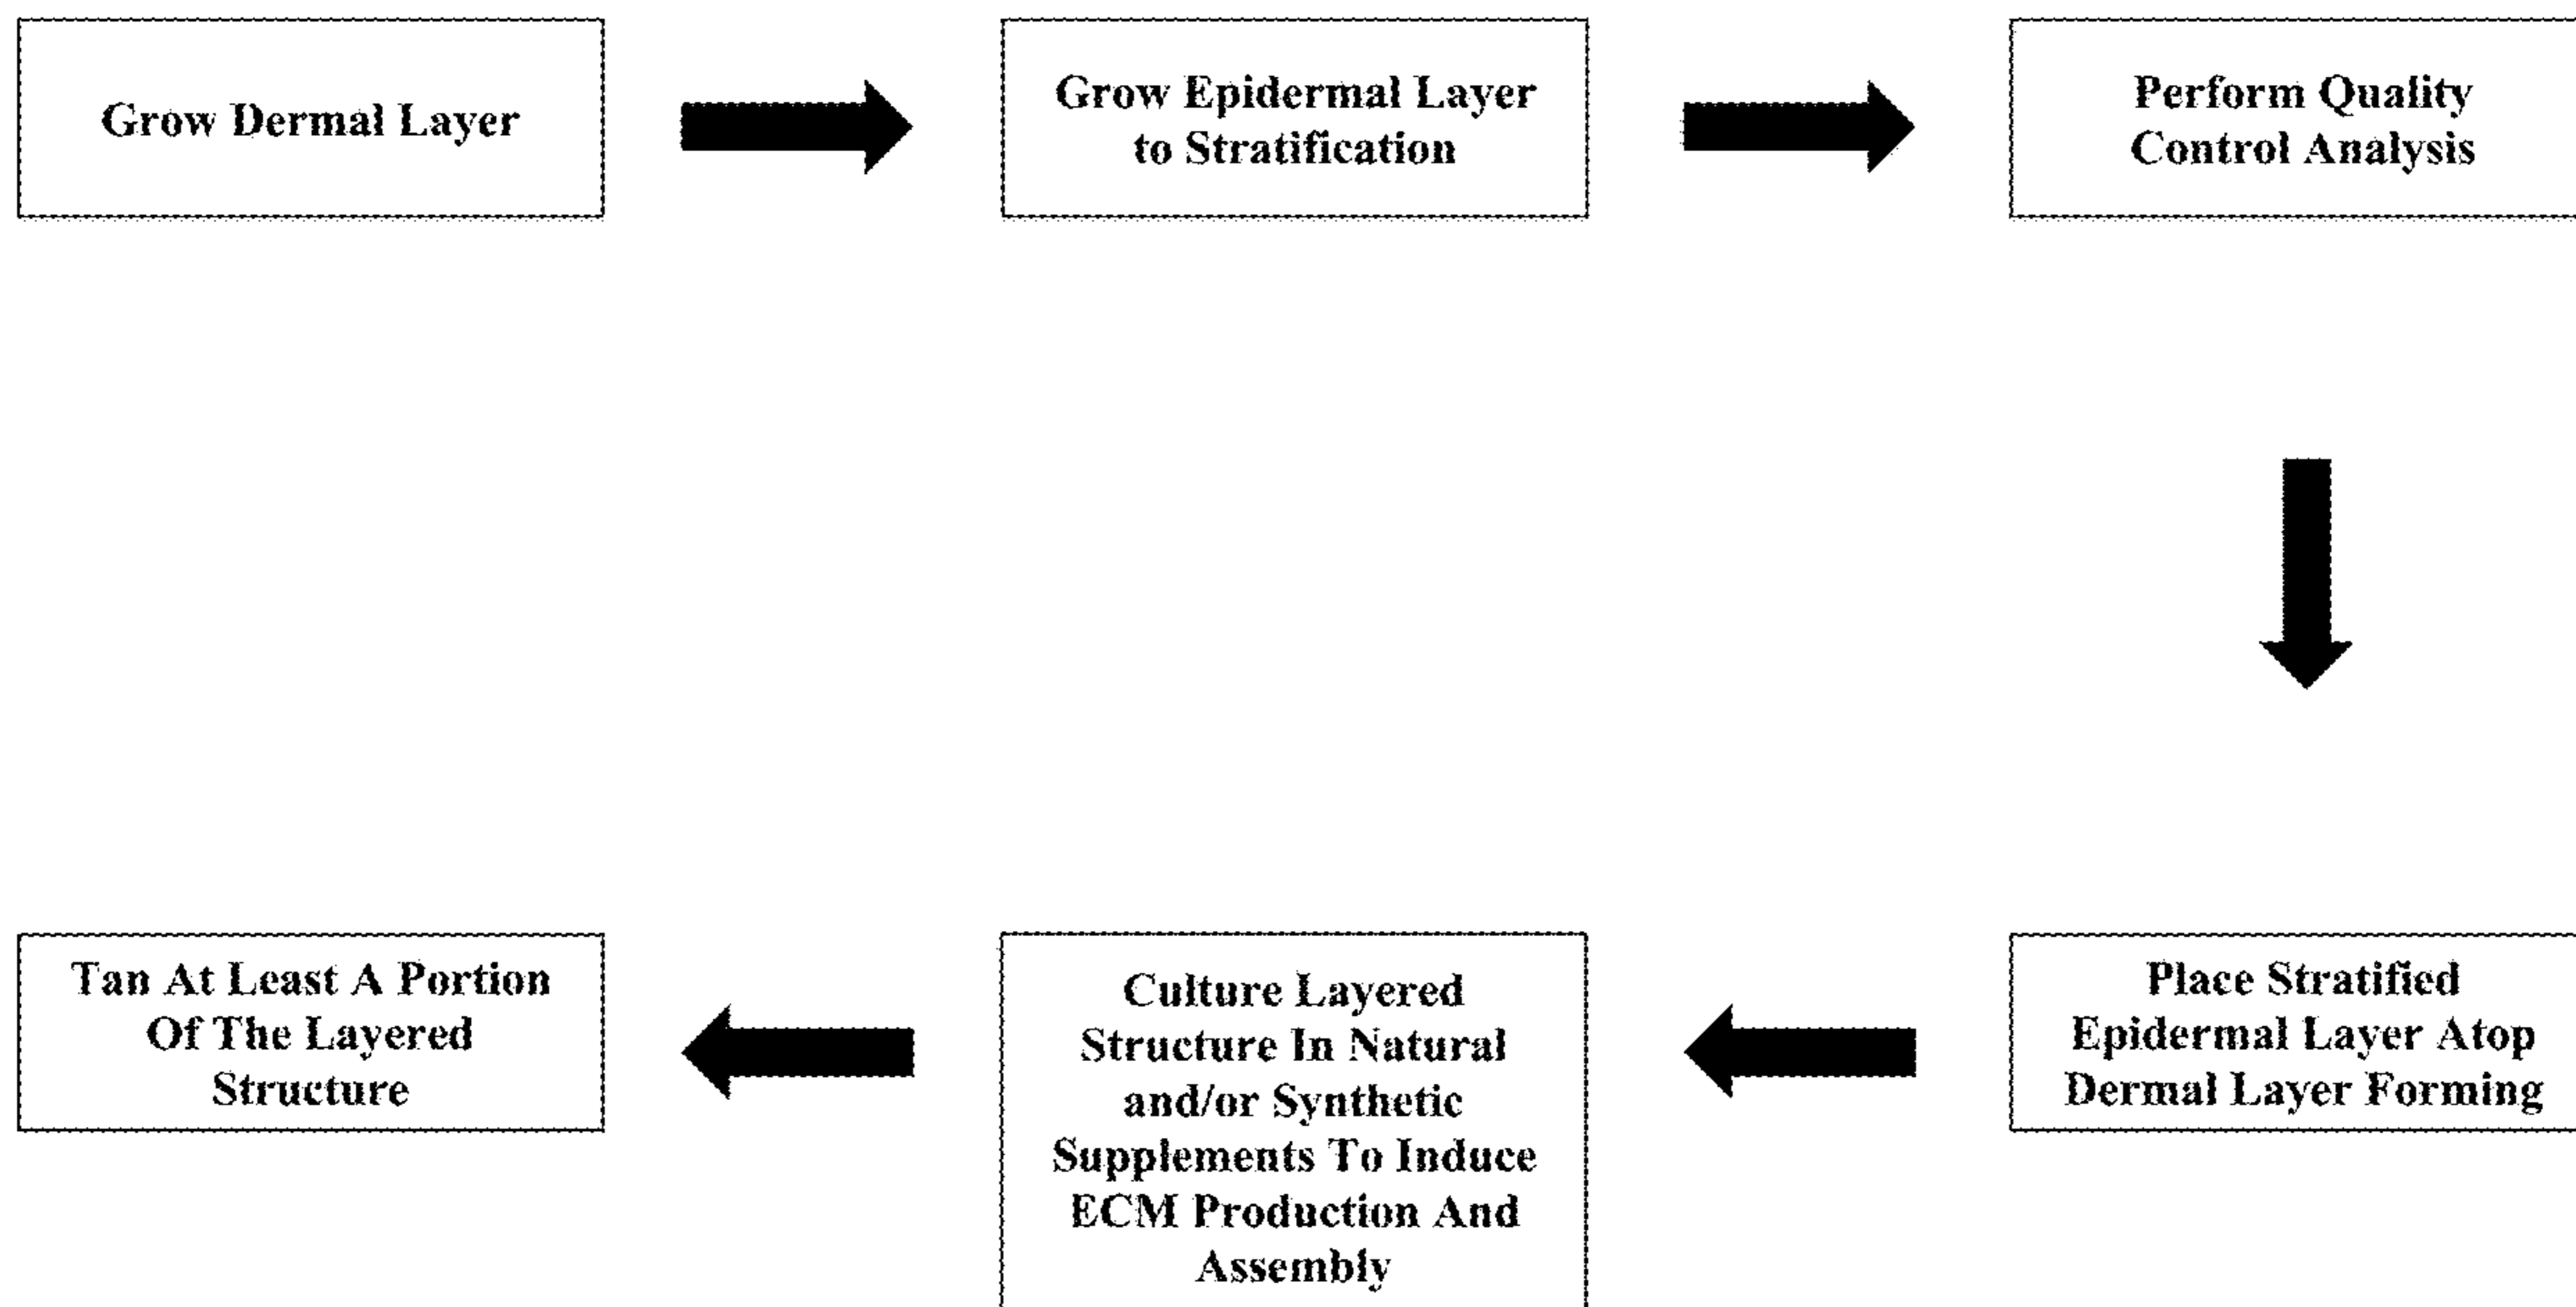 Grow Dermal Layer
Grow Epidermal Layer
to Stratification
Perform Quality
Control Analysis
Place Stratified
Epidermal Layer Atop
Dermal Layer Forming
Culture Layered
Structure In Natural
and/or Synthetic
Supplements To Induce
ECM Production And
Assembly
Tan At Least A Portion
Of The Layered
Structure